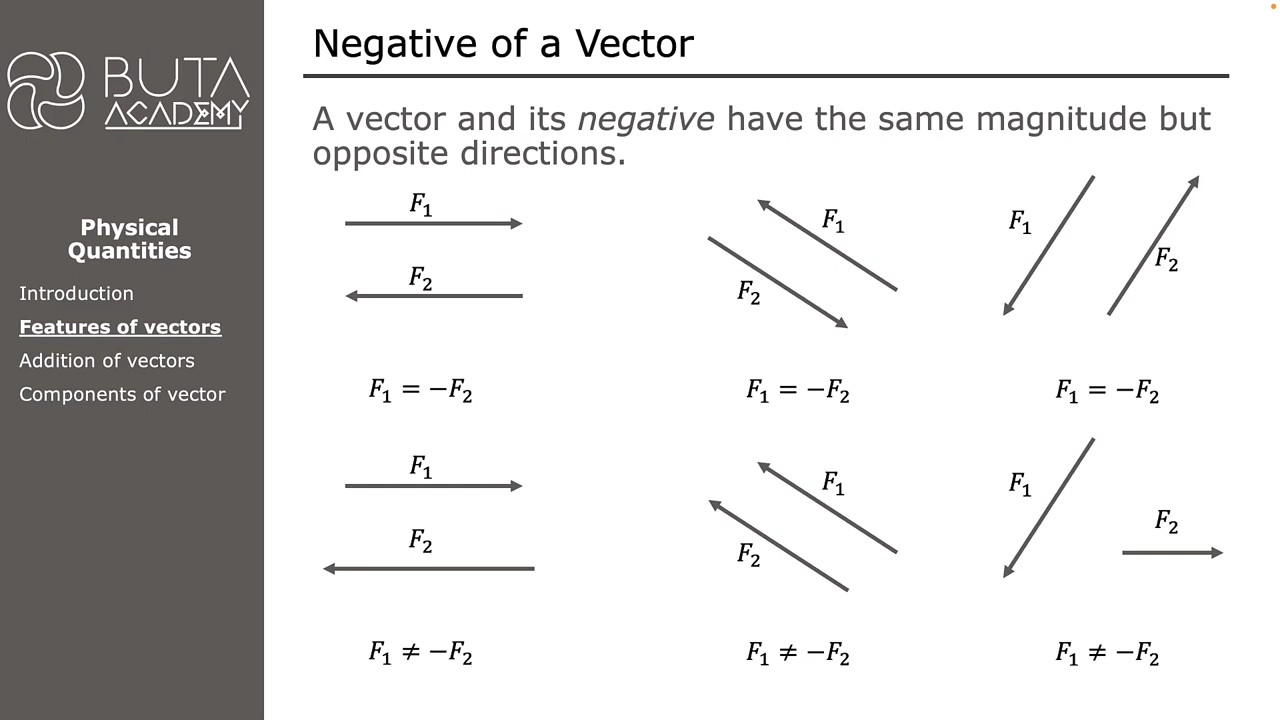 BUTA
ACADEMY
Physical
Quantities
Introduction
Features of vectors
Addition of vectors
Components of vector
Negative of a Vector
A vector and its negative have the same magnitude but
opposite directions.
F₁
F₂
F₁ = −F₂
F₁
F₂
F₁ = −F₂
F₁
F₂
F₁ = −F₂
F₁
F₂
F₁ ≠ −F₂
F₁
F₂
F₁ ≠ −F₂
F₁
F₂
F₁ ≠ −F₂